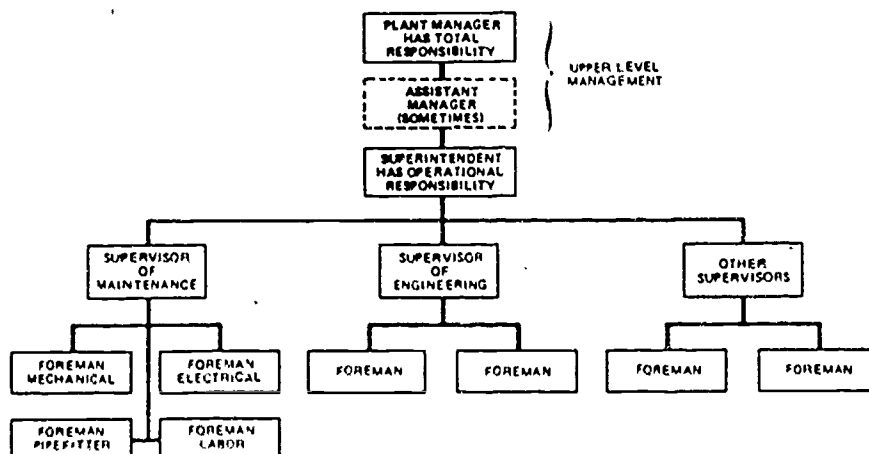 PLANT MANAGER
HAS TOTAL
RESPONSIBILITY
UPPER LEVEL
MANAGEMENT
ASSISTANT
MANAGER
(SOMETIMES)
SUPERINTENDENT
HAS OPERATIONAL
RESPONSIBILITY
SUPERVISOR
OF
MAINTENANCE
SUPERVISOR
OF
ENGINEERING
OTHER
SUPERVISORS
FOREMAN
MECHANICAL
FOREMAN
ELECTRICAL
FOREMAN
FOREMAN
FOREMAN
FOREMAN
FOREMAN
PIPEFITTER
FOREMAN
LABOR